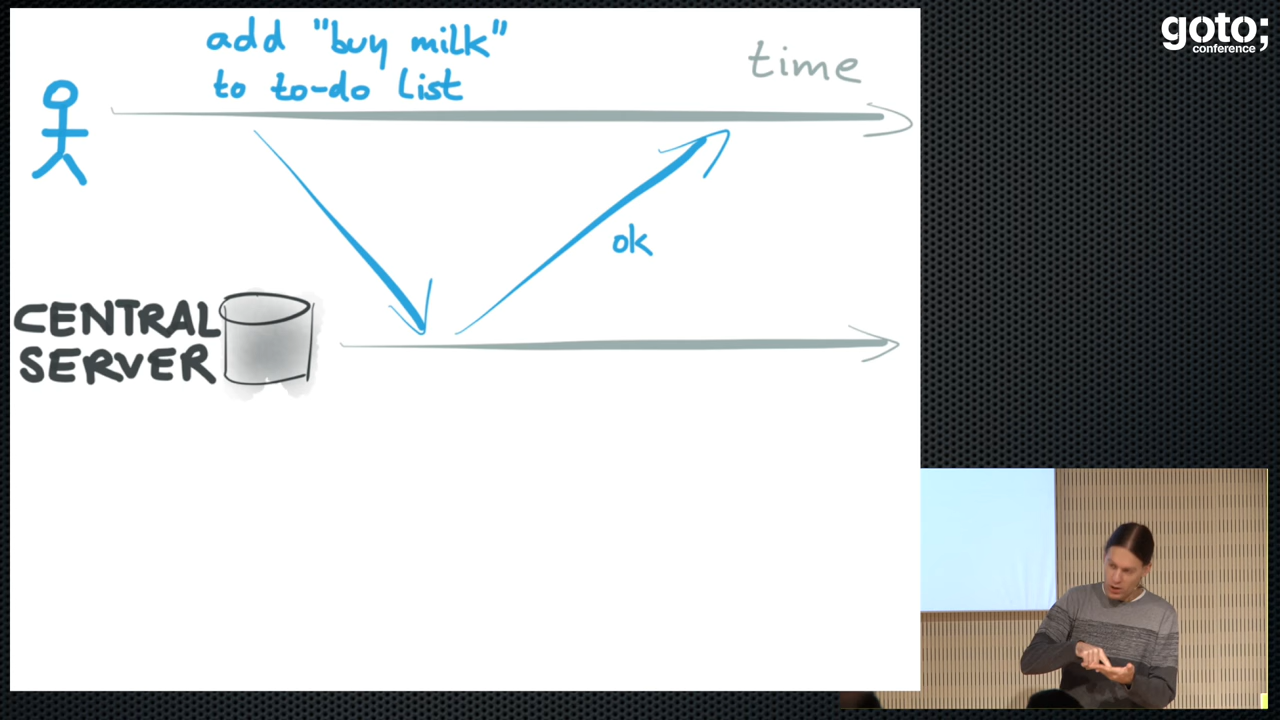 add "buy milk"
to to-do list
time
ok
CENTRAL
SERVER
goto;
conference